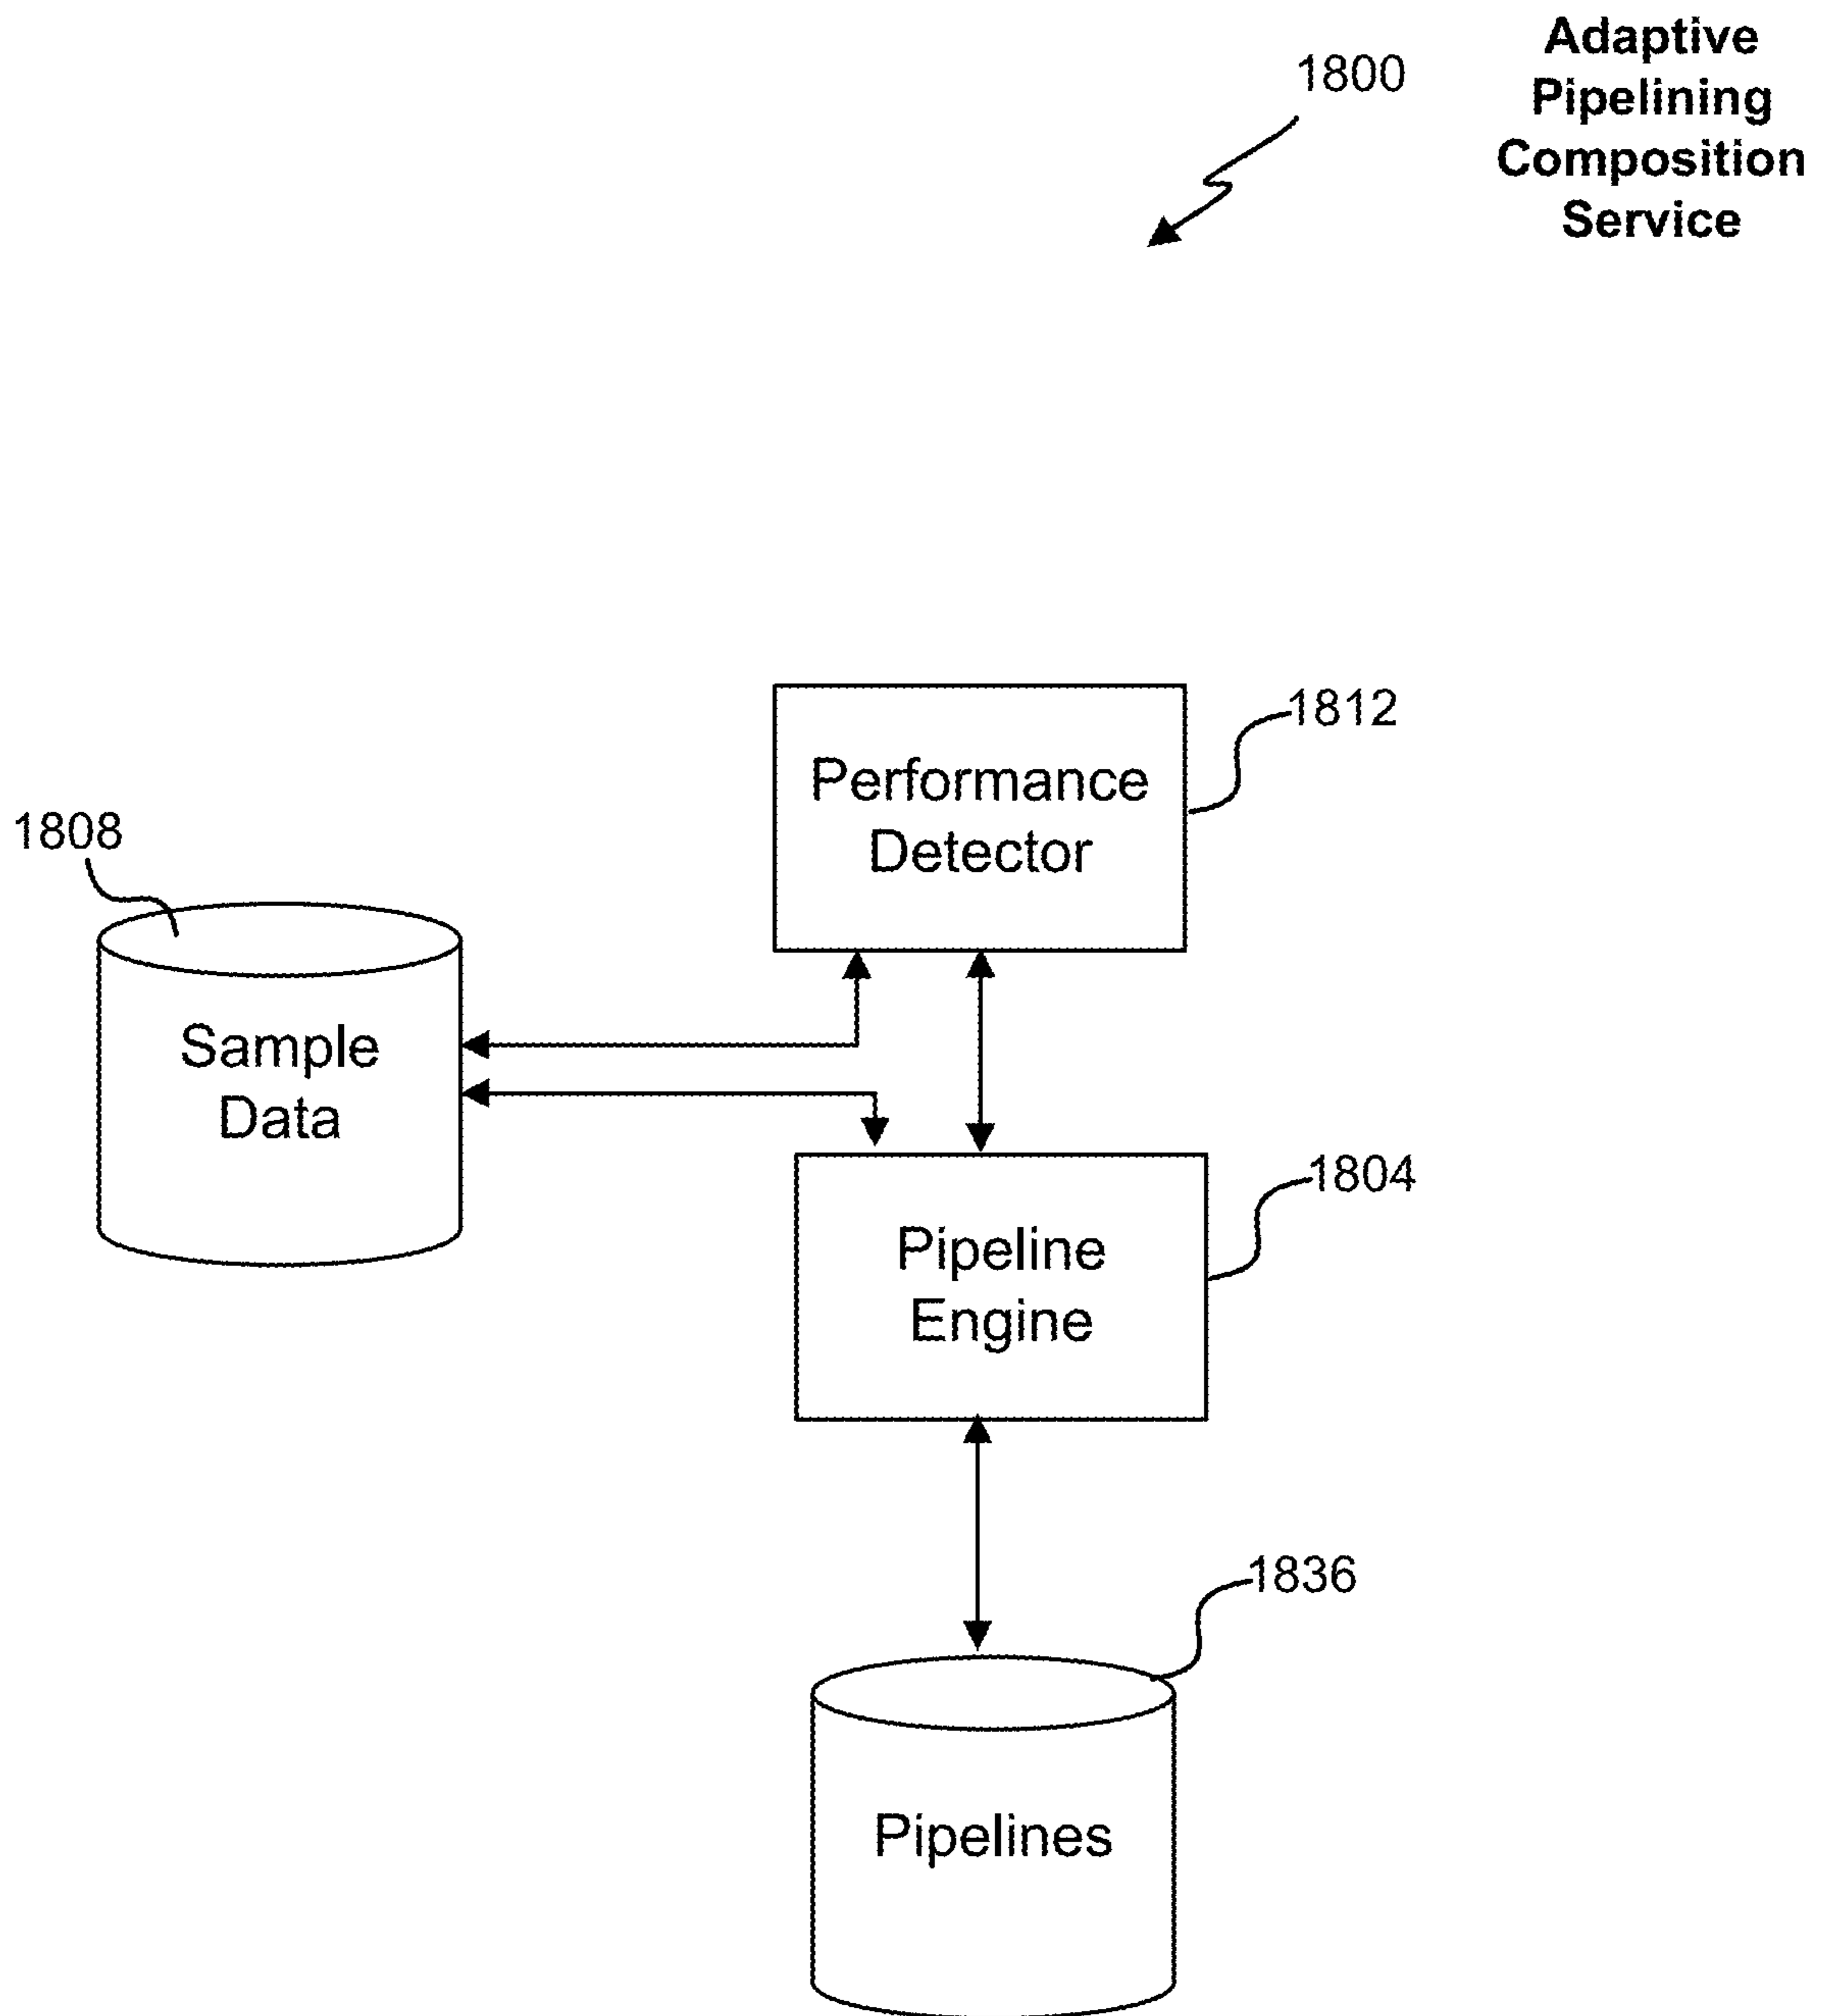 Adaptive
Pipelining
Composition
Service
1800
1812
Performance
Detector
1808
Sample
Data
1804
Pipeline
Engine
1836
Pipelines